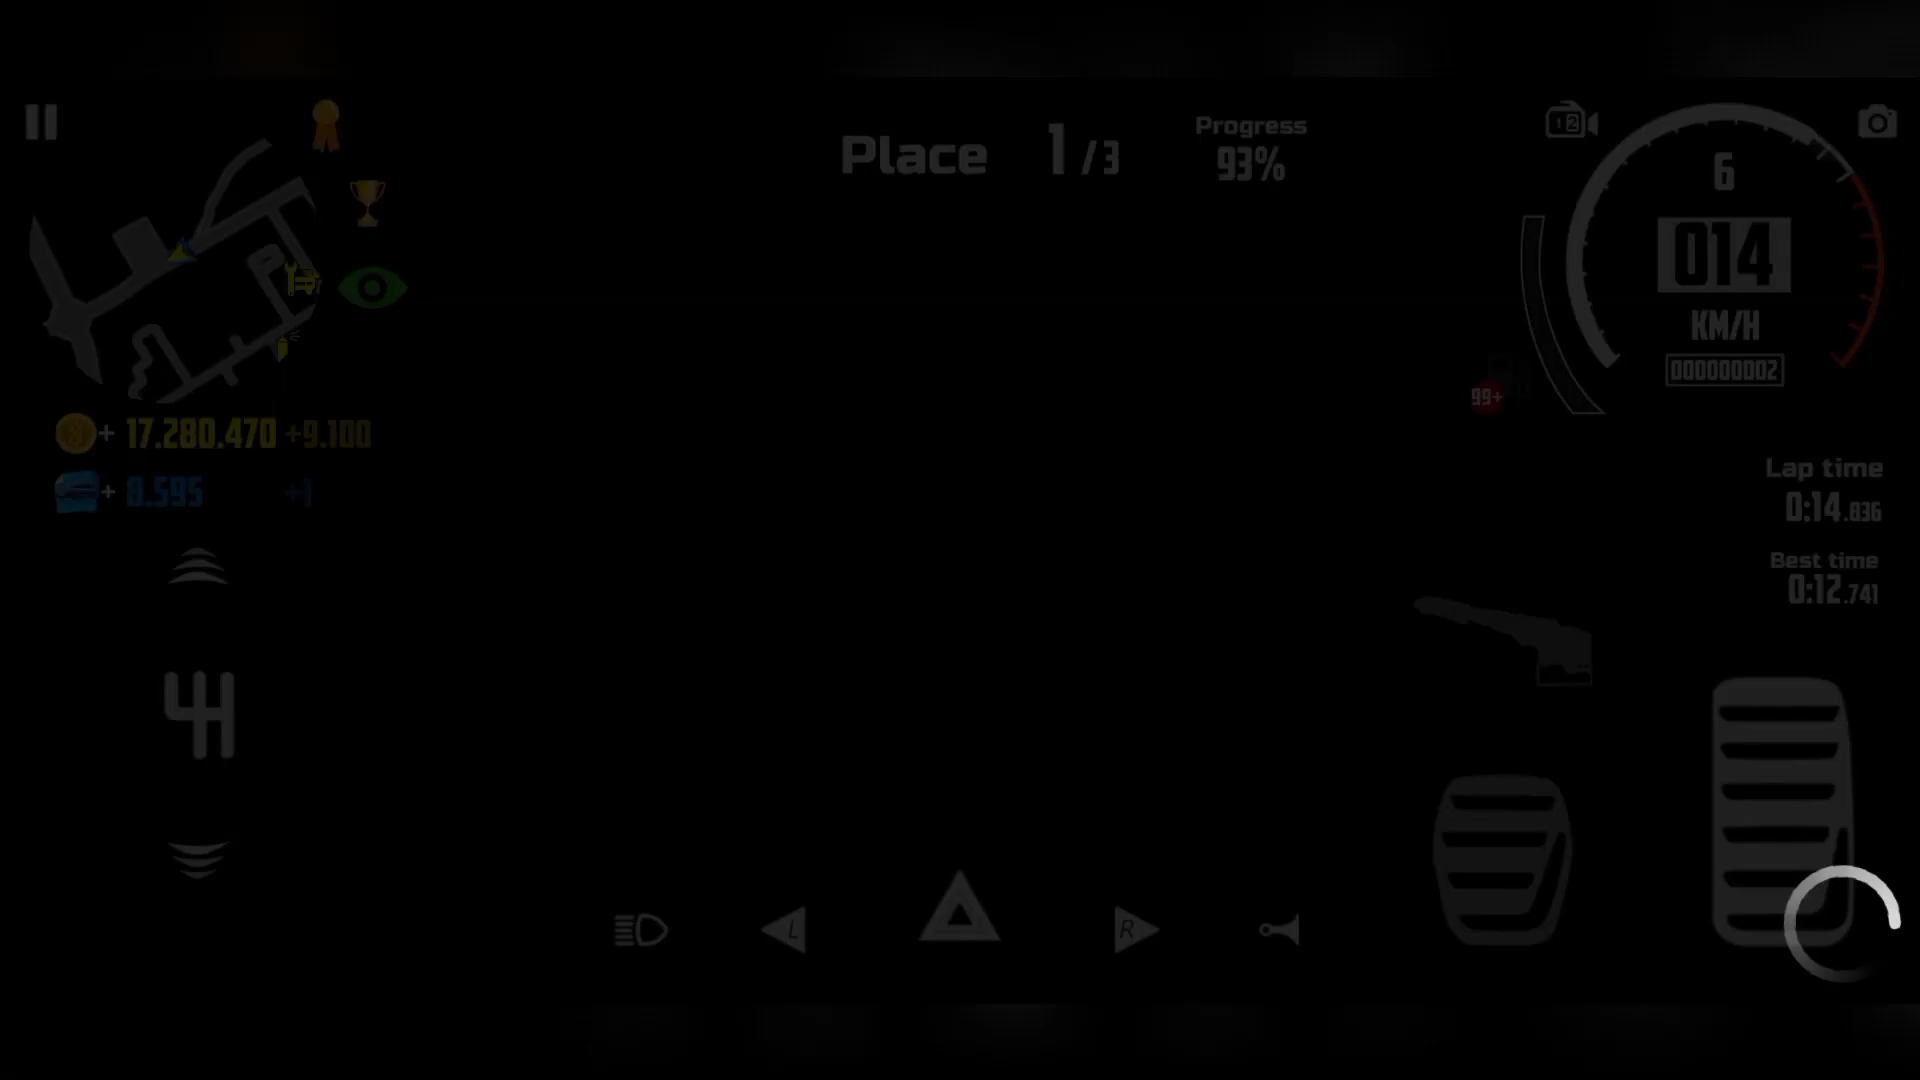 Place 1/3
Progress
93%
12
6
014
KM/H
000000002
99+
+ 17.280.470 +9.100
+ 8.595 +1
Lap time
0:14.836
Best time
0:12.741
L
R